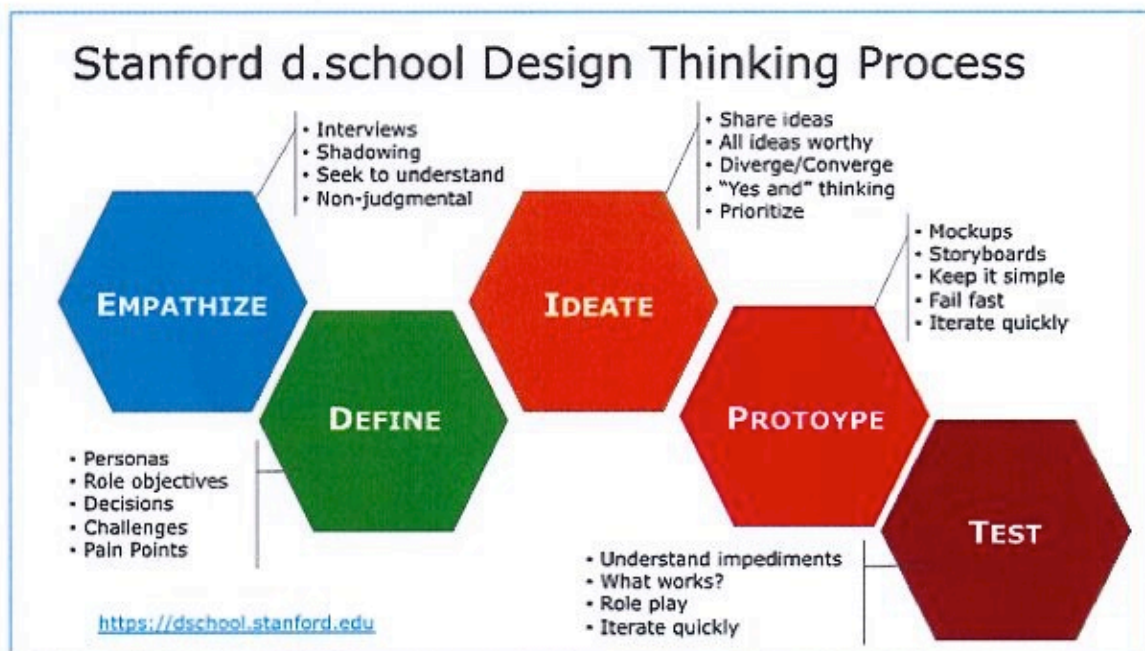 Stanford d.school Design Thinking Process
• Interviews
• Shadowing
• Seek to understand
• Non-judgmental
EMPATHIZE
• Personas
• Role objectives
• Decisions
• Challenges
• Pain Points
DEFINE
• Share ideas
• All ideas worthy
• Diverge/Converge
• "Yes and" thinking
• Prioritize
IDEATE
• Mockups
• Storyboards
• Keep it simple
• Fail fast
• Iterate quickly
PROTOYPE
• Understand impediments
• What works?
• Role play
• Iterate quickly
TEST
https://dschool.stanford.edu